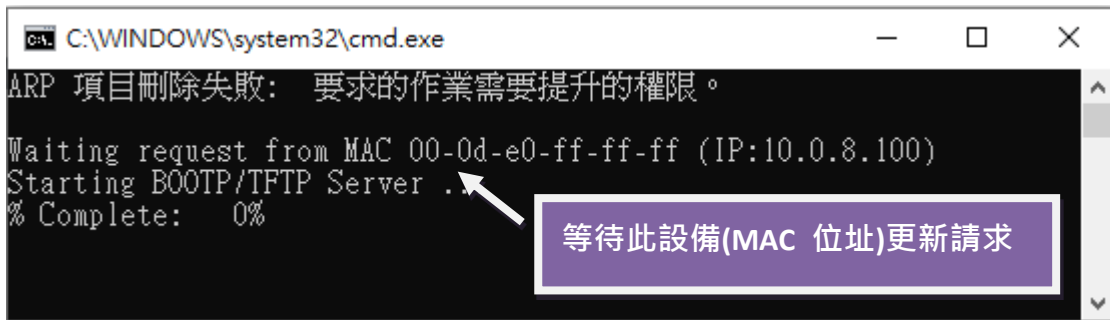 C:\WINDOWS\system32\cmd.exe
ARP 項目刪除失敗: 要求的作業需要提升的權限。
Waiting request from MAC 00-0d-e0-ff-ff-ff (IP:10.0.8.100)
Starting BOOTP/TFTP Server ..
% Complete: 0%
等待此設備(MAC 位址)更新請求